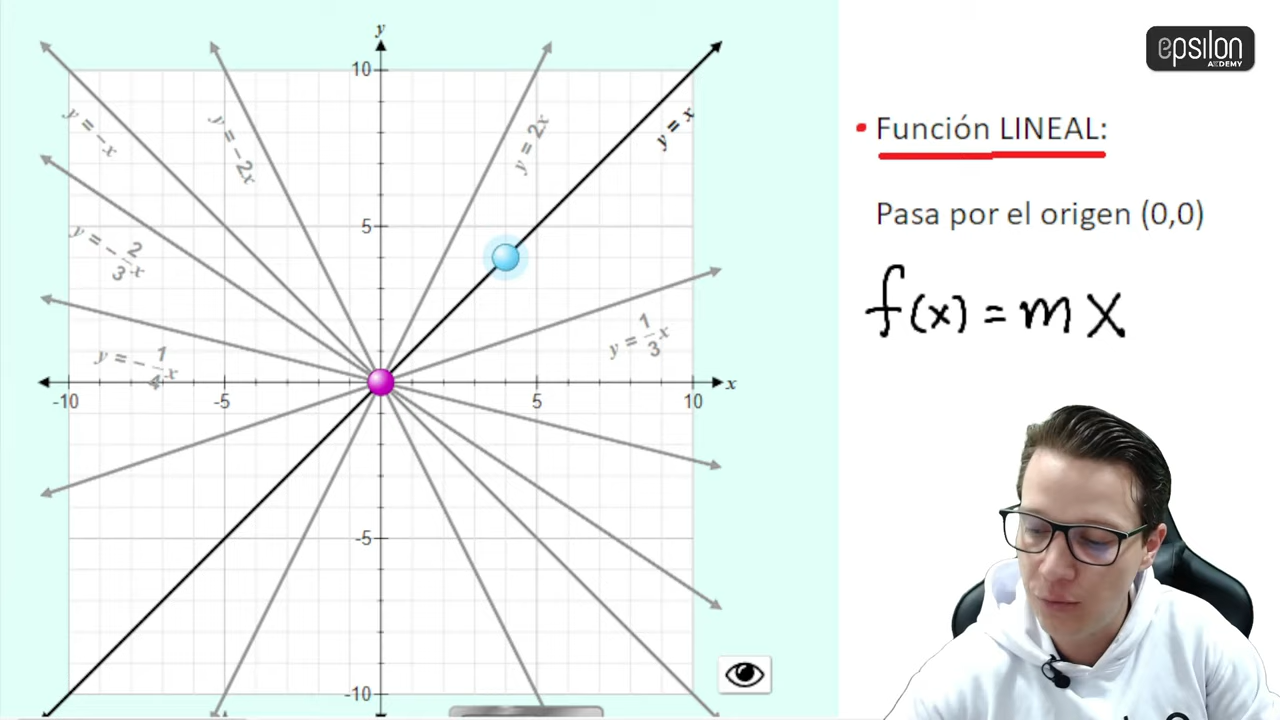 epsilon
AXDEMY
Función LINEAL:
Pasa por el origen (0,0)
f(x) = mx
y
10
5
-5
-10
-10
-5
5
10
x
y = -x
y = -2x
y = 2x
y = x
y = -2/3x
y = -1/4x
y = 1/3x